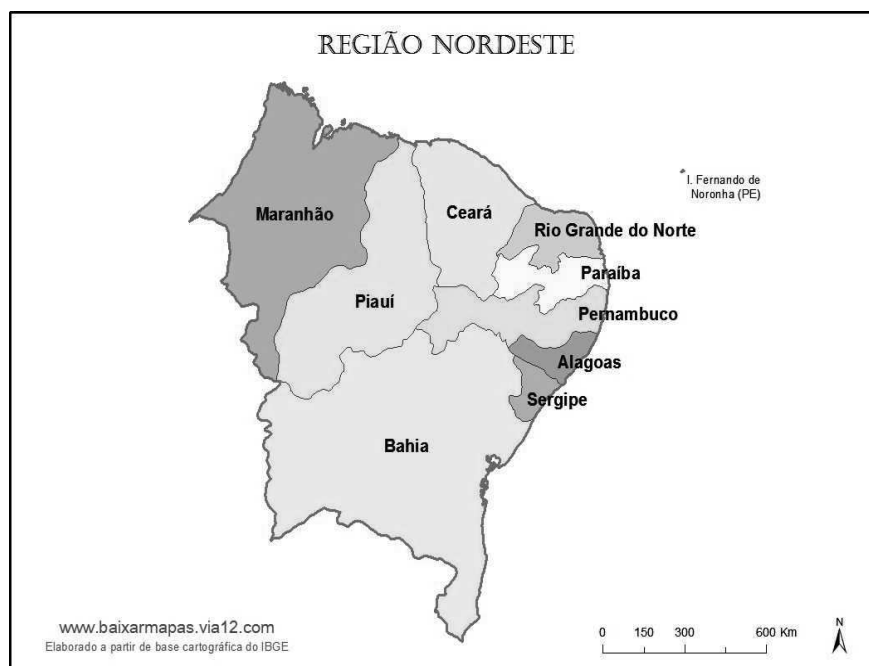 REGIÃO NORDESTE
I. Fernando de
Noronha (PE)
Maranhão
Ceará
Rio Grande do Norte
Paraíba
Piauí
Pernambuco
Alagoas
Sergipe
Bahia
www.baixarmapas.via12.com
Elaborado a partir de base cartográfica do IBGE
0 150 300 600 Km
N